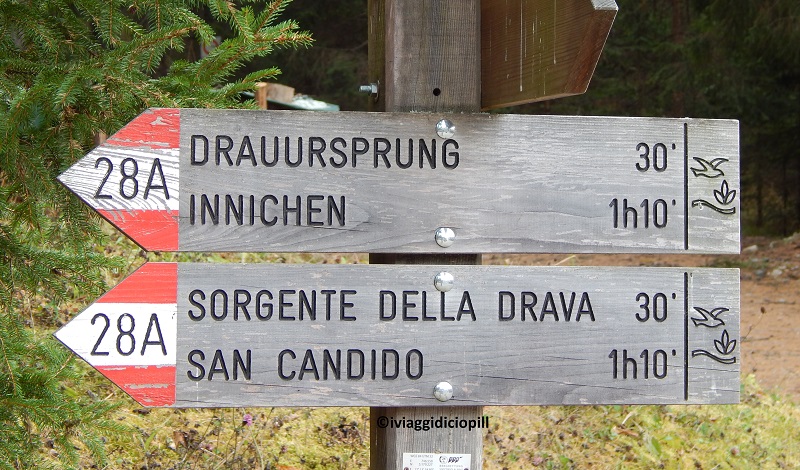 28A
DRAUURSPRUNG 30'
INNICHEN 1h10'
28A
SORGENTE DELLA DRAVA 30'
SAN CANDIDO 1h10'
©iviaggidiciopill